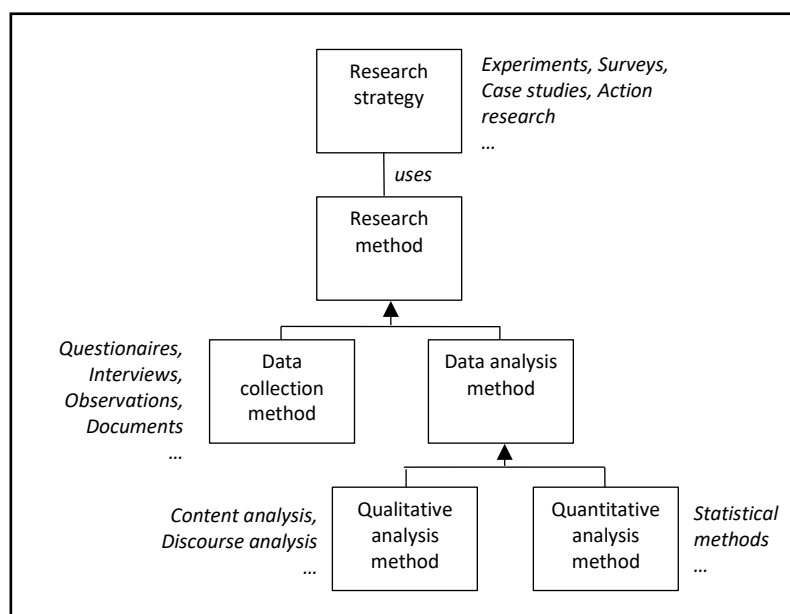 Research
strategy
Experiments, Surveys,
Case studies, Action
research
…
uses
Research
method
Questionaires,
Interviews,
Observations,
Documents
…
Data
collection
method
Data analysis
method
Content analysis,
Discourse analysis
…
Qualitative
analysis
method
Quantitative
analysis
method
Statistical
methods
…